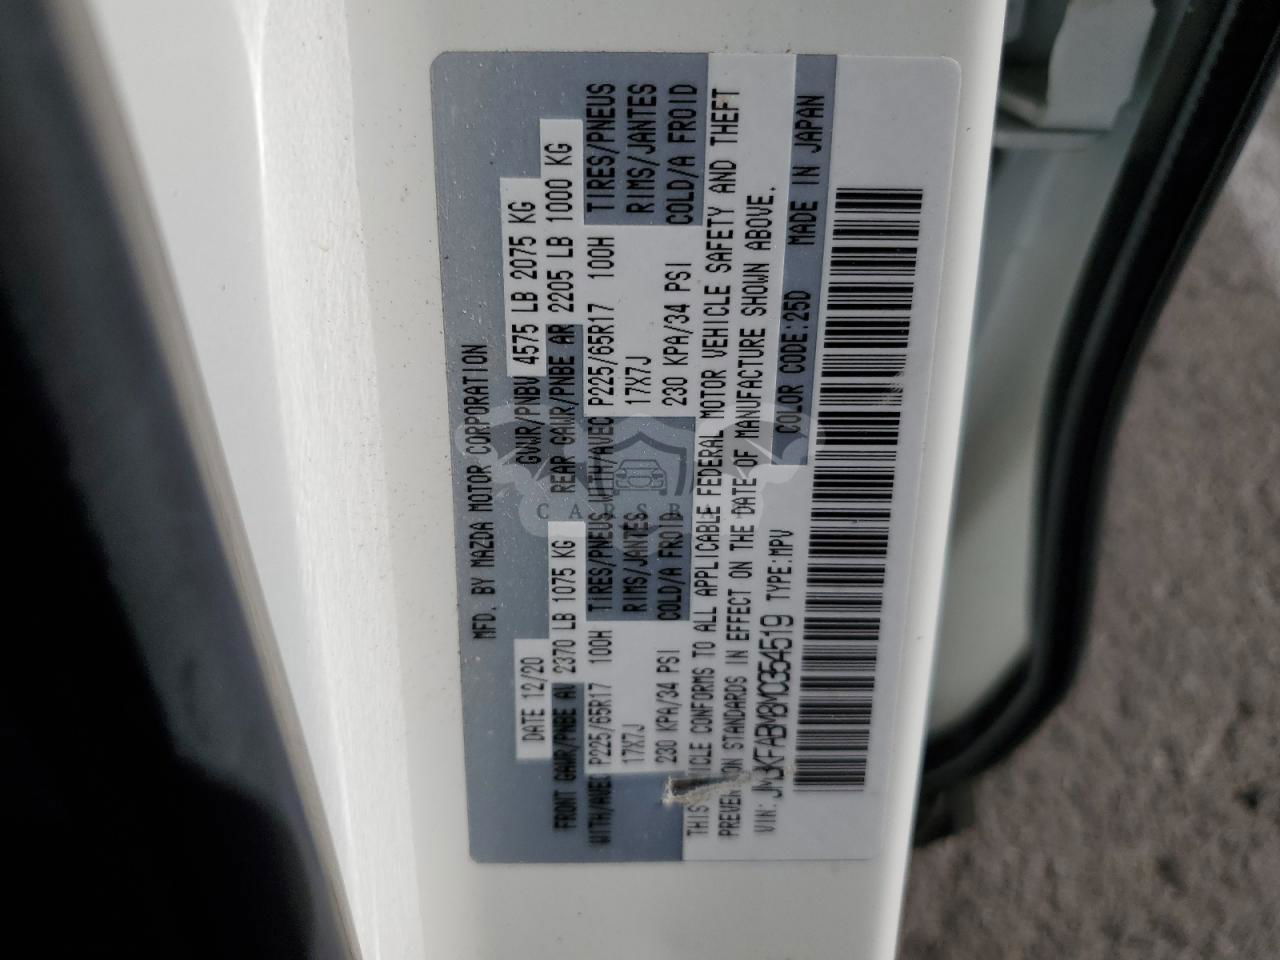 MFD. BY MAZDA MOTOR CORPORATION
DATE 12/20 GVWR/PNBV 4575 LB 2075 KG
FRONT GAWR/PNBE AV 2370 LB 1075 KG REAR GAWR/PNBE AR 2205 LB 1000 KG
WITH/AVEC P225/65R17 100H TIRES/PNEUS WITH/AVEC P225/65R17 100H TIRES/PNEUS
17X7J RIMS/JANTES 17X7J RIMS/JANTES
230 KPA/34 PSI COLD/A FROID 230 KPA/34 PSI COLD/A FROID
THIS VEHICLE CONFORMS TO ALL APPLICABLE FEDERAL MOTOR VEHICLE SAFETY AND THEFT
PREVENTION STANDARDS IN EFFECT ON THE DATE OF MANUFACTURE SHOWN ABOVE.
VIN: JM3KFABM8M0354519 TYPE:MPV COLOR CODE:25D MADE IN JAPAN